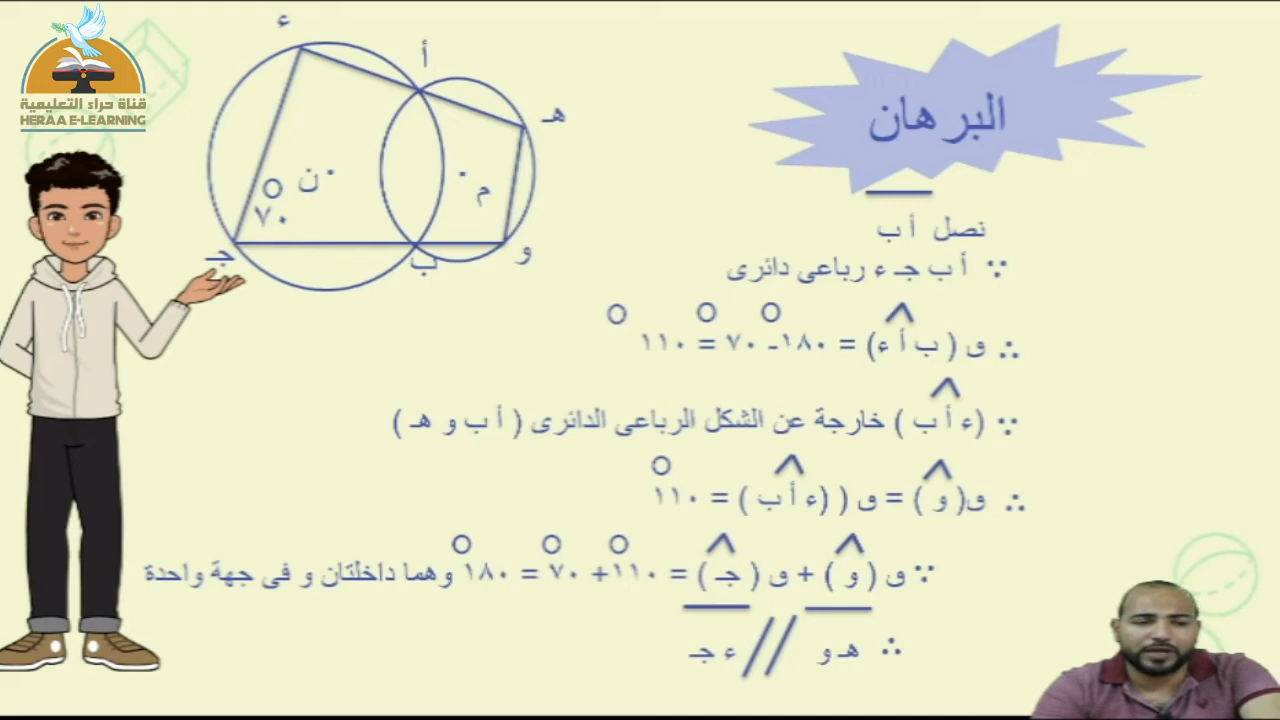 قناة حراء التعليمية
HERAA E-LEARNING
ء
أ
هـ
ن
م
٧٠
جـ
ب
و
البرهان
نصل أ ب
∵ أ ب جـ ء رباعى دائرى
∴ ق ( ب أ ء) = ١٨٠- ٧٠ = ١١٠
∵ (ء أ ب ) خارجة عن الشكل الرباعى الدائرى ( أ ب و هـ )
∴ ق( و ) = ق ( (ء أ ب ) = ١١٠
∵ ق ( و ) + ق ( جـ ) = ١١٠+ ٧٠ = ١٨٠ وهما داخلتان و فى جهة واحدة
∴ هـ و // ء جـ